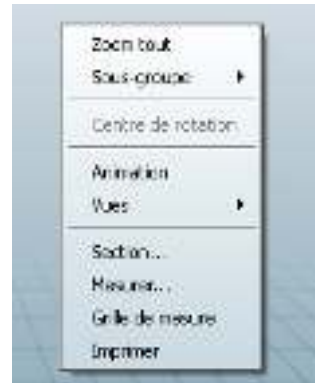 Zoom tout
Sous-groupe
Centre de rotation
Animation
Vues
Section...
Mesurer...
Grille de mesure
Imprimer